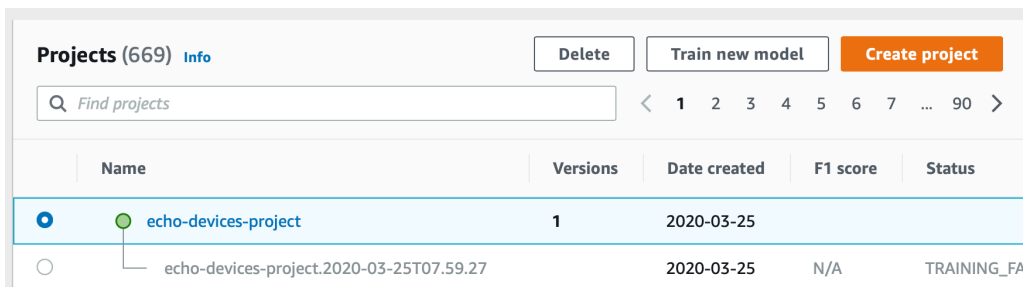 Projects (669) Info Delete Train new model Create project
Find projects 1 2 3 4 5 6 7 ... 90
Name Versions Date created F1 score Status
echo-devices-project 1 2020-03-25
echo-devices-project.2020-03-25T07.59.27 2020-03-25 N/A TRAINING_FA